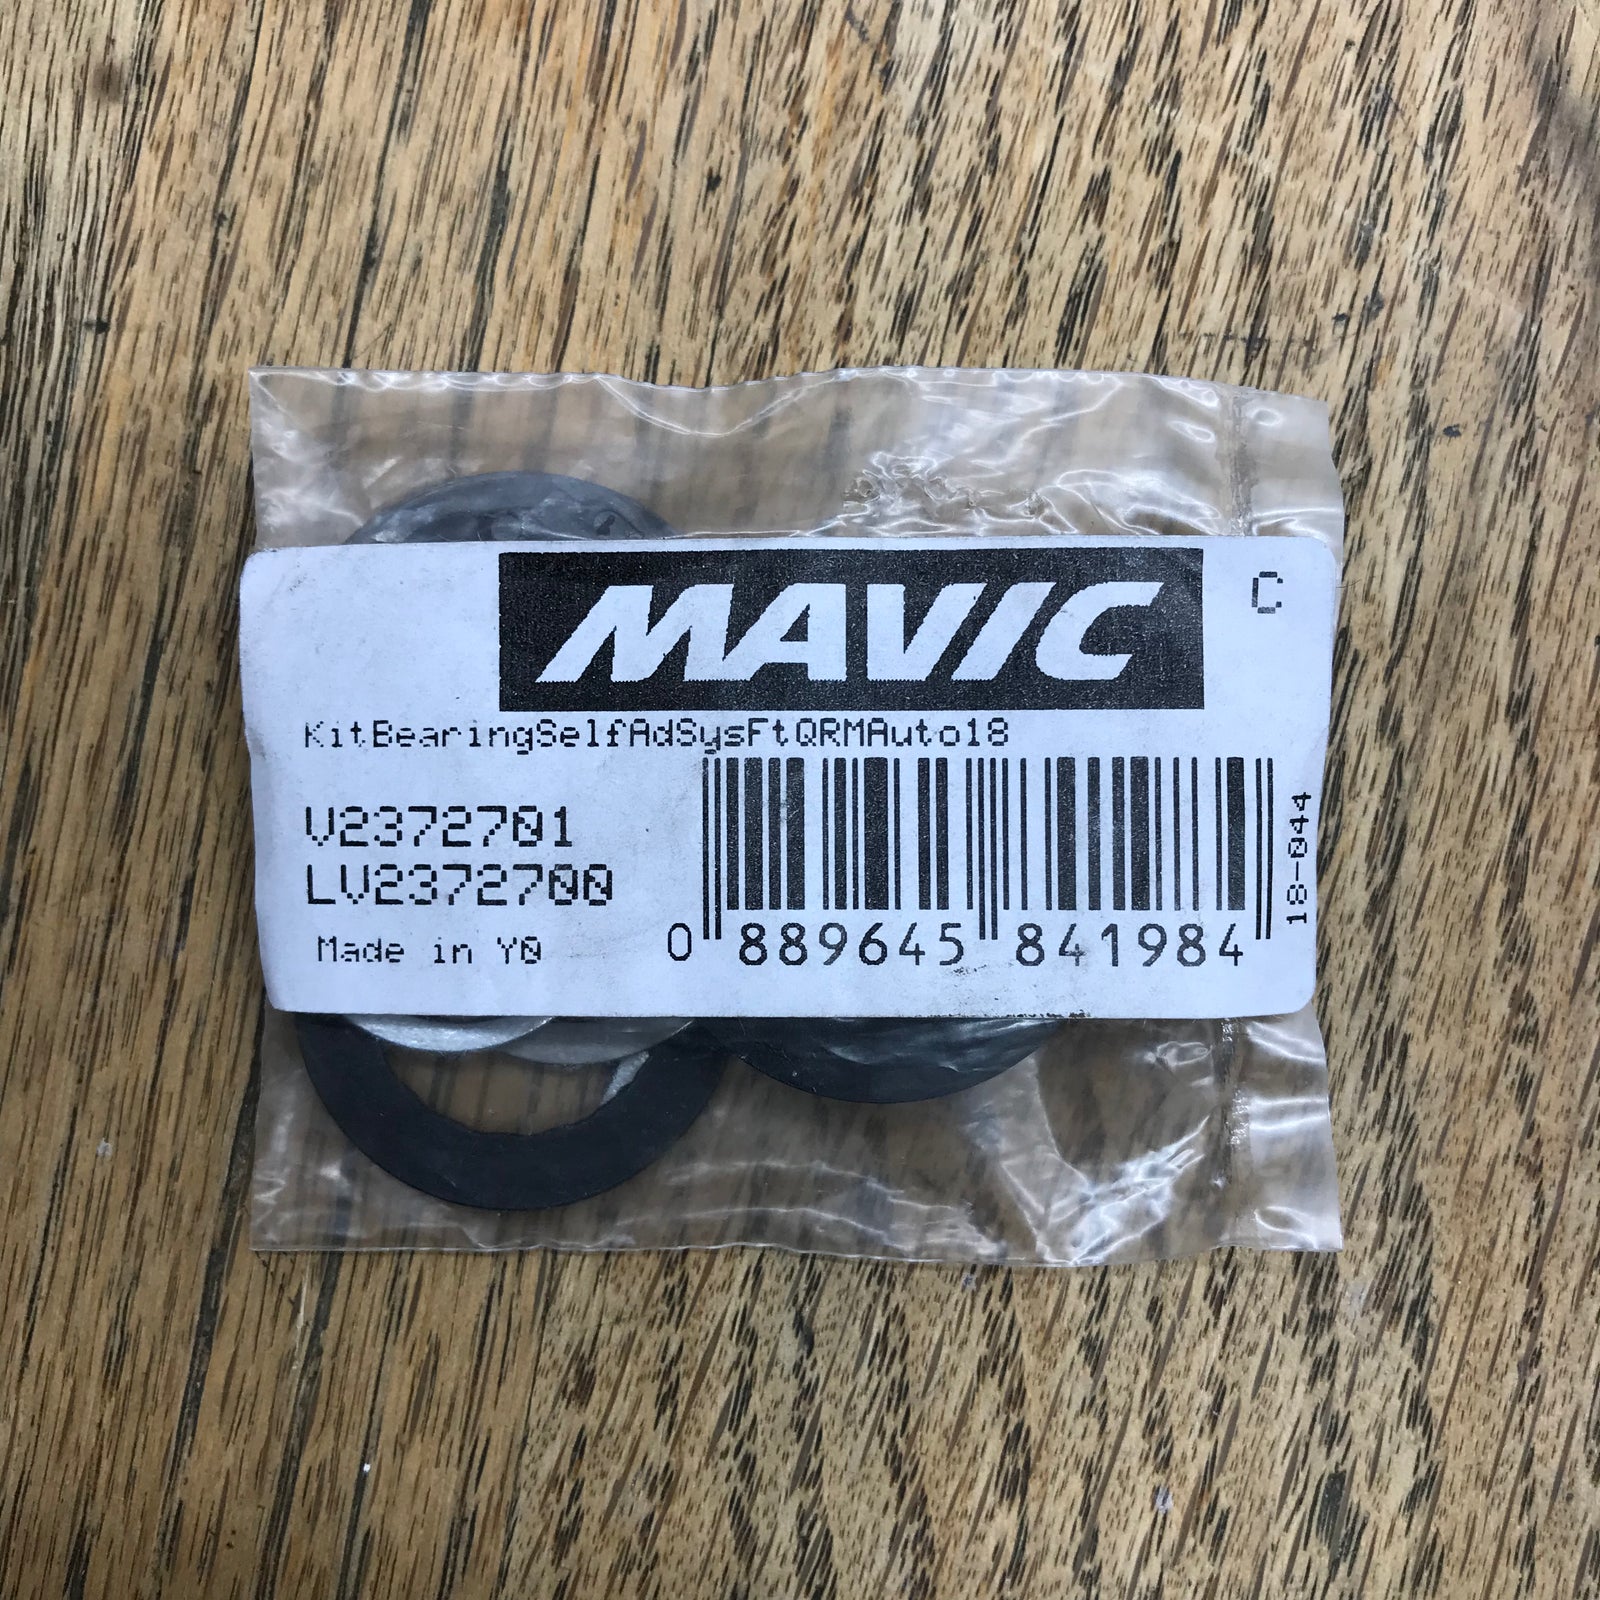 MAVIC
C
KitBearingSelfAdSysFtQRMAuto18
V2372701
LV2372700
Made in Y0
0 889645 841984
18-044